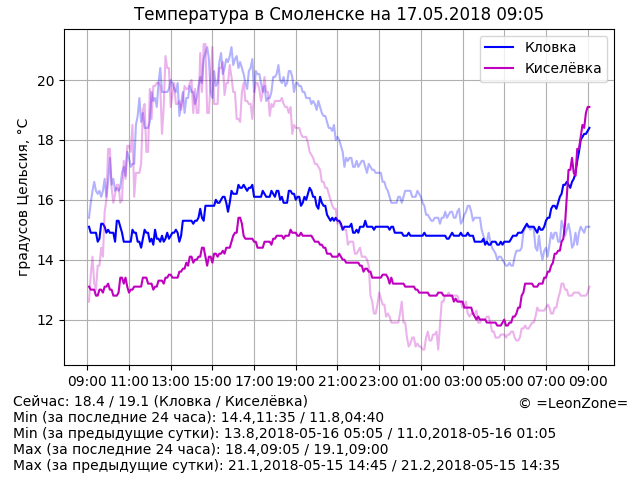 Температура в Смоленске на 17.05.2018 09:05
Кловка
Киселёвка
градусов Цельсия, °C
20
18
16
14
12
09:00 11:00 13:00 15:00 17:00 19:00 21:00 23:00 01:00 03:00 05:00 07:00 09:00
Сейчас: 18.4 / 19.1 (Кловка / Киселёвка)
© =LeonZone=
Min (за последние 24 часа): 14.4,11:35 / 11.8,04:40
Min (за предыдущие сутки): 13.8,2018-05-16 05:05 / 11.0,2018-05-16 01:05
Max (за последние 24 часа): 18.4,09:05 / 19.1,09:00
Max (за предыдущие сутки): 21.1,2018-05-15 14:45 / 21.2,2018-05-15 14:35